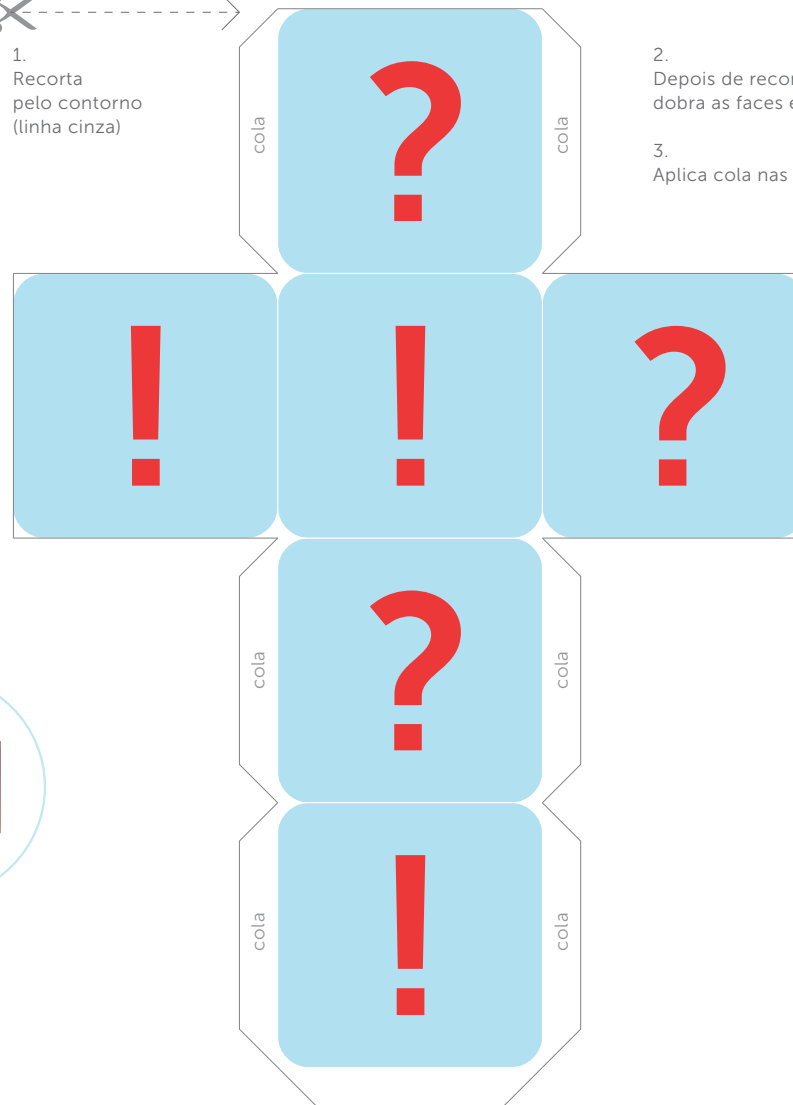 1.
Recorta
pelo contorno
(linha cinza)
2.
Depois de
dobra as faces
3.
Aplica cola nas
cola
?
cola
!
!
?
cola
?
cola
cola
!
cola